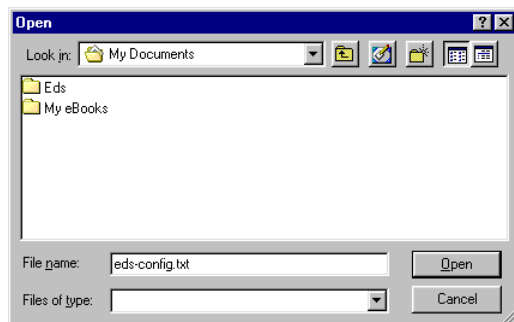 Open
Look in: My Documents
Eds
My eBooks
File name: eds-config.txt Open
Files of type: Cancel